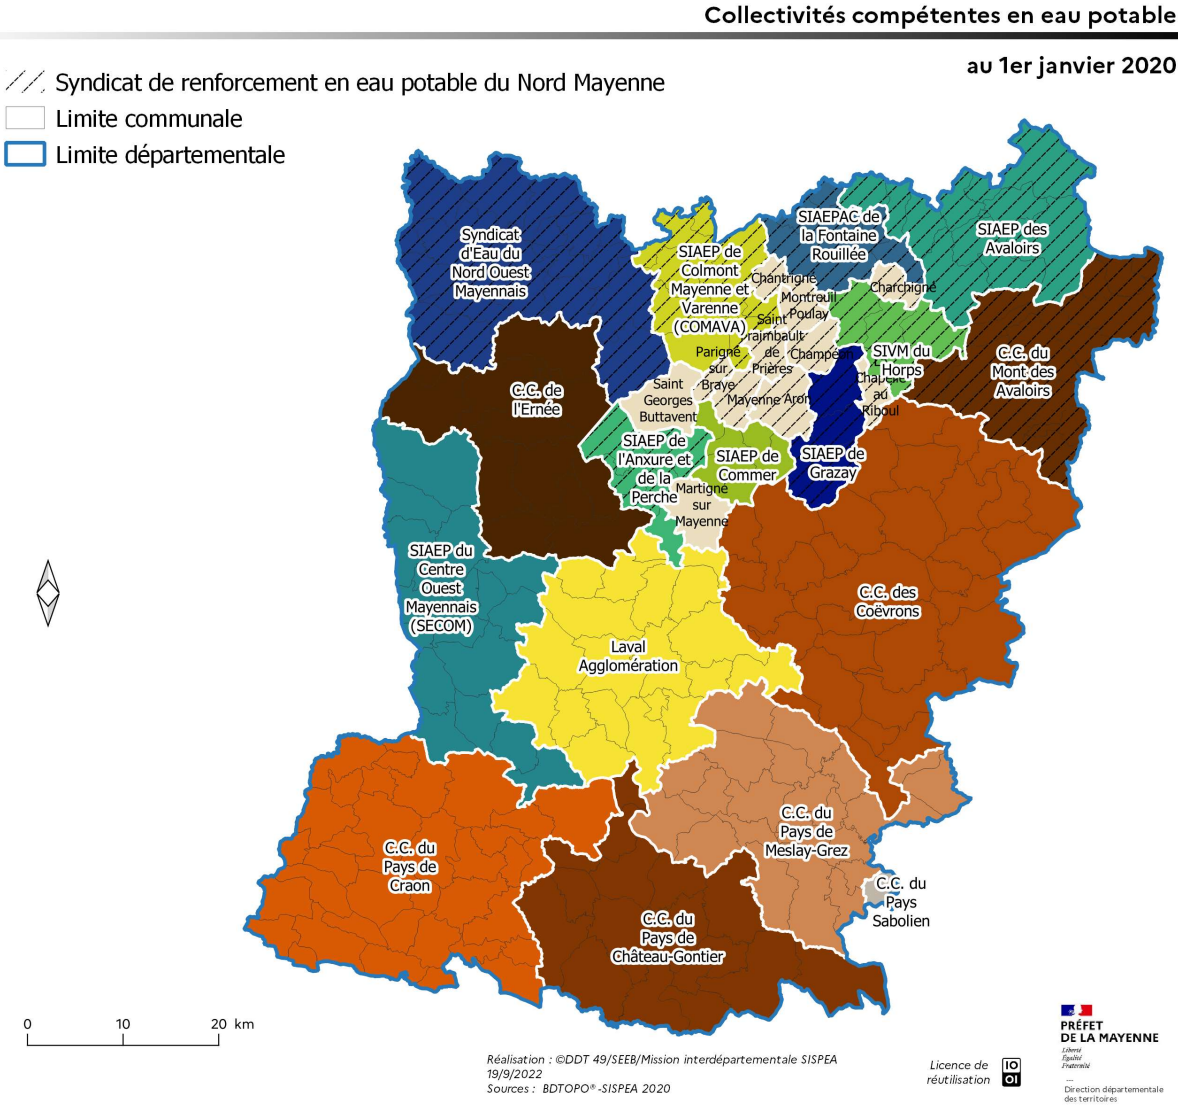 Collectivités compétentes en eau potable
au 1er janvier 2020
Syndicat de renforcement en eau potable du Nord Mayenne
Limite communale
Limite départementale
Syndicat
d'Eau du
Nord Ouest
Mayennais
SIAEP de
Colmont
Mayenne et
Varenne
(COMAVA)
SIAEPAC de
la Fontaine
Rouillée
SIAEP des
Avaloirs
Chantrigné
Montreuil
Poulay
Charchigné
Saint
raimbault
de
Prières
Champéon
Parigné
sur
Braye
SIVM du
Horps
C.C. du
Mont des
Avaloirs
C.C. de
l'Ernée
Saint
Georges
Buttavent
Mayenne
Aron
Chapelle
au
Riboul
SIAEP de
l'Anxure et
de la
Perche
SIAEP de
Commer
SIAEP de
Grazay
Martigné
sur
Mayenne
SIAEP du
Centre
Ouest
Mayennais
(SECOM)
C.C. des
Coëvrons
Laval
Agglomération
C.C. du
Pays de
Meslay-Grez
C.C. du
Pays de
Craon
C.C. du
Pays
Sabolien
C.C. du
Pays de
Château-Gontier
0 10 20 km
Réalisation : ©DDT 49/SEEB/Mission interdépartementale SISPEA
19/9/2022
Sources : BDTOPO®-SISPEA 2020
Licence de
réutilisation
IO
OI
PRÉFET
DE LA MAYENNE
Liberté
Égalité
Fraternité
Direction départementale
des territoires